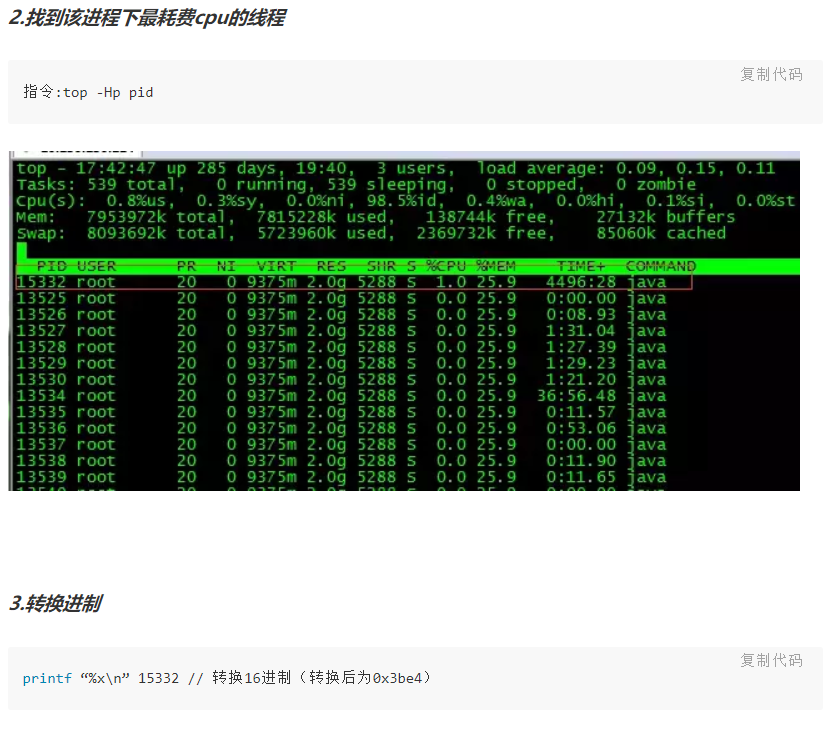 2.找到该进程下最耗费cpu的线程
复制代码
指令:top -Hp pid
top - 17:42:47 up 285 days, 19:40,  3 users,  load average: 0.09, 0.15, 0.11
Tasks: 539 total,   0 running, 539 sleeping,   0 stopped,   0 zombie
Cpu(s):  0.8%us,  0.3%sy,  0.0%ni, 98.5%id,  0.4%wa,  0.0%hi,  0.1%si,  0.0%st
Mem:   7953972k total,  7815228k used,   138744k free,    27132k buffers
Swap:  8093692k total,  5723960k used,  2369732k free,    85060k cached
PID USER      PR  NI  VIRT  RES  SHR S %CPU %MEM    TIME+  COMMAND
15332 root      20   0 9375m 2.0g 5288 S  1.0 25.9   4496:28 java
13525 root      20   0 9375m 2.0g 5288 S  0.0 25.9   0:00.00 java
13526 root      20   0 9375m 2.0g 5288 S  0.0 25.9   0:08.93 java
13527 root      20   0 9375m 2.0g 5288 S  0.0 25.9   1:31.04 java
13528 root      20   0 9375m 2.0g 5288 S  0.0 25.9   1:27.39 java
13529 root      20   0 9375m 2.0g 5288 S  0.0 25.9   1:29.23 java
13530 root      20   0 9375m 2.0g 5288 S  0.0 25.9   1:21.20 java
13534 root      20   0 9375m 2.0g 5288 S  0.0 25.9  36:56.48 java
13535 root      20   0 9375m 2.0g 5288 S  0.0 25.9   0:11.57 java
13536 root      20   0 9375m 2.0g 5288 S  0.0 25.9   0:53.06 java
13537 root      20   0 9375m 2.0g 5288 S  0.0 25.9   0:00.00 java
13538 root      20   0 9375m 2.0g 5288 S  0.0 25.9   0:11.90 java
13539 root      20   0 9375m 2.0g 5288 S  0.0 25.9   0:11.65 java
3.转换进制
复制代码
printf “%x\n” 15332 // 转换16进制（转换后为0x3be4）